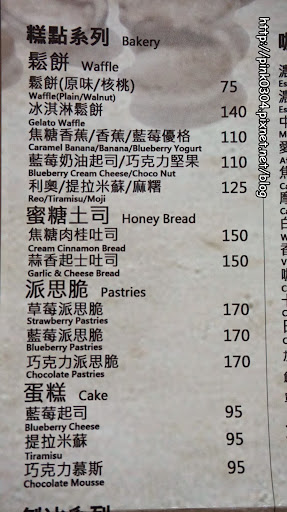 糕點系列 Bakery
鬆餅 Waffle
鬆餅(原味/核桃) 75
Waffle(Plain/Walnut)
冰淇淋鬆餅 140
Gelato Waffle
焦糖香蕉/香蕉/藍莓優格 110
Caramel Banana/Banana/Blueberry Yogurt
藍莓奶油起司/巧克力堅果 110
Blueberry Cream Cheese/Choco Nut
利奧/提拉米蘇/麻糬 125
Reo/Tiramisu/Moji
蜜糖土司 Honey Bread
焦糖肉桂吐司 150
Cream Cinnamon Bread
蒜香起士吐司 150
Garlic & Cheese Bread
派思脆 Pastries
草莓派思脆 170
Strawberry Pastries
藍莓派思脆 170
Blueberry Pastries
巧克力派思脆 170
Chocolate Pastries
蛋糕 Cake
藍莓起司 95
Blueberry Cheese
提拉米蘇 95
Tiramisu
巧克力慕斯 95
Chocolate Mousse
http://pink0304.pixnet.net/blog